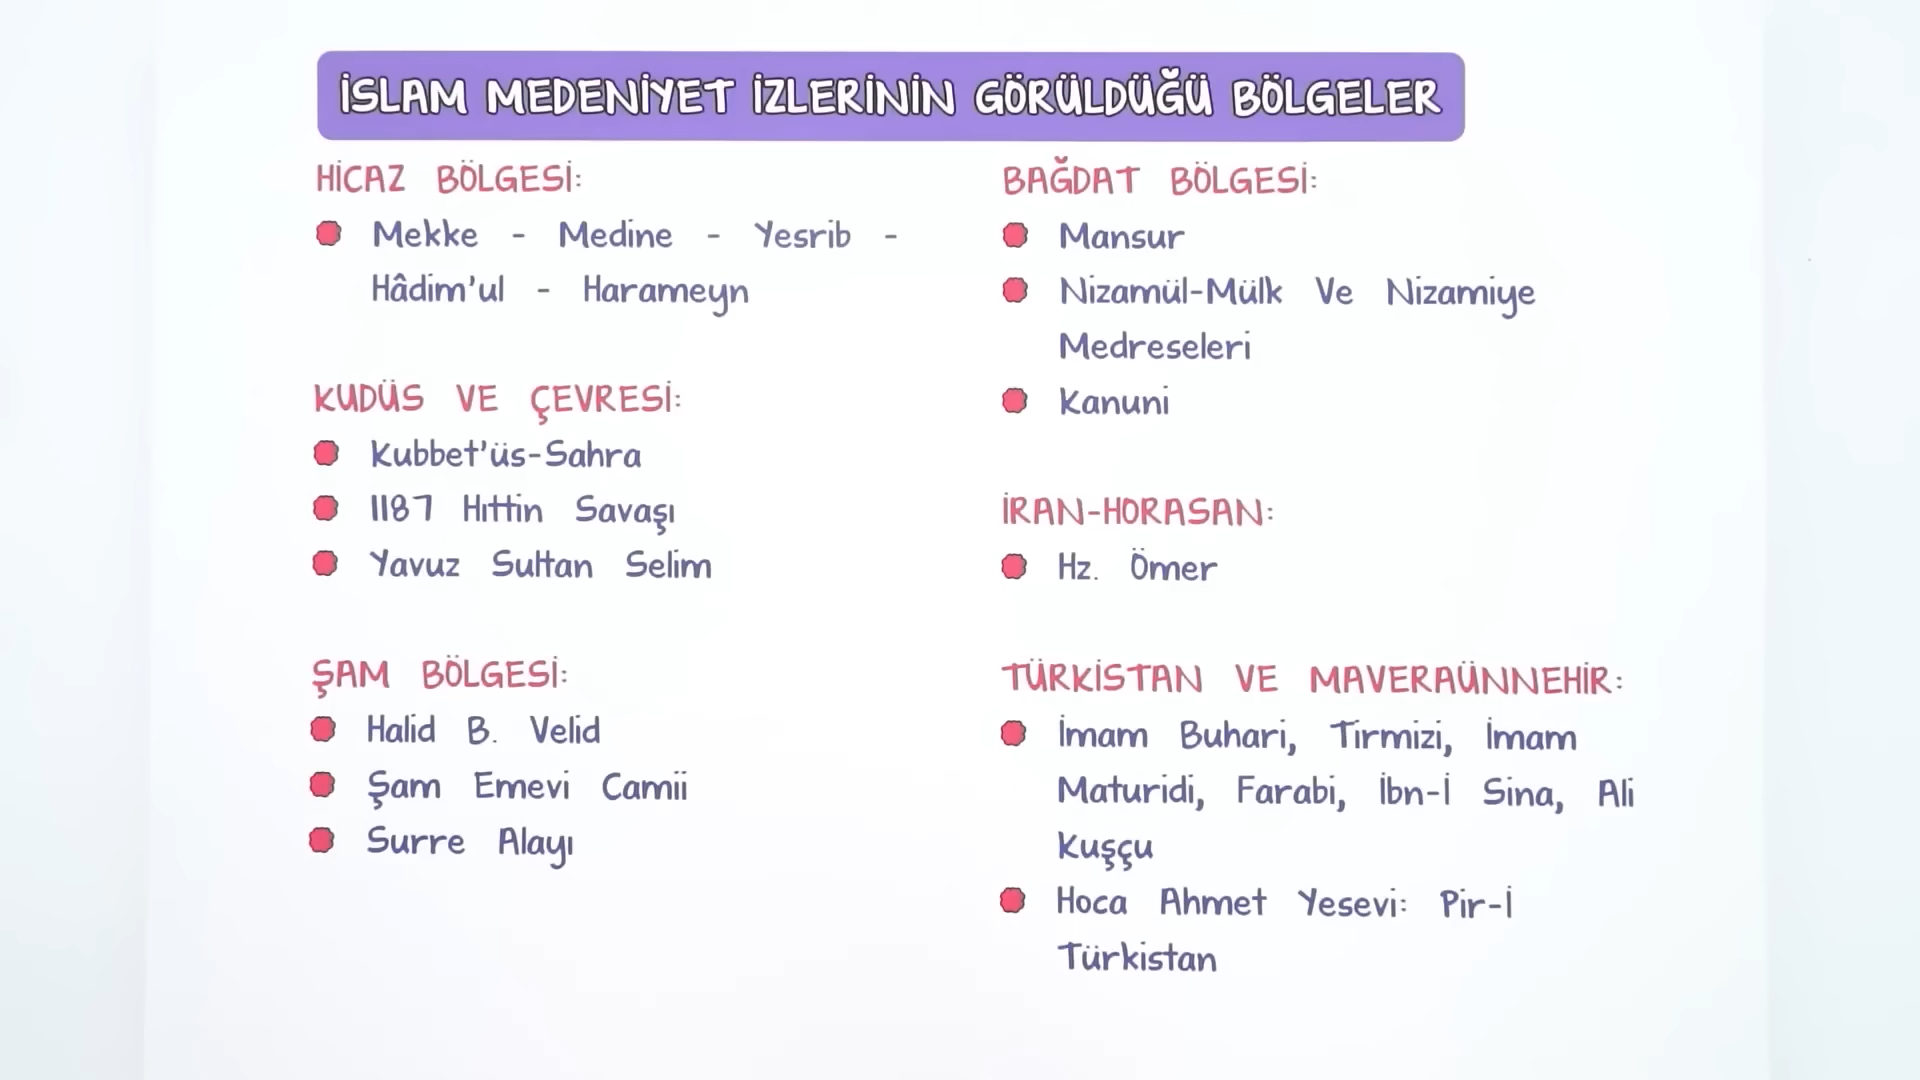 İSLAM MEDENİYET İZLERİNİN GÖRÜLDÜĞÜ BÖLGELER
HİCAZ BÖLGESİ:
Mekke - Medine - Yesrib -
Hâdim'ul - Harameyn
KUDÜS VE ÇEVRESİ:
Kubbet'üs-Sahra
1187 Hıttin Savaşı
Yavuz Sultan Selim
ŞAM BÖLGESİ:
Halid B. Velid
Şam Emevi Camii
Surre Alayı
BAĞDAT BÖLGESİ:
Mansur
Nizamül-Mülk Ve Nizamiye
Medreseleri
Kanuni
İRAN-HORASAN:
Hz. Ömer
TÜRKİSTAN VE MAVERAÜNNEHİR:
İmam Buhari, Tirmizi, İmam
Maturidi, Farabi, İbn-İ Sina, Ali
Kuşçu
Hoca Ahmet Yesevi: Pir-İ
Türkistan